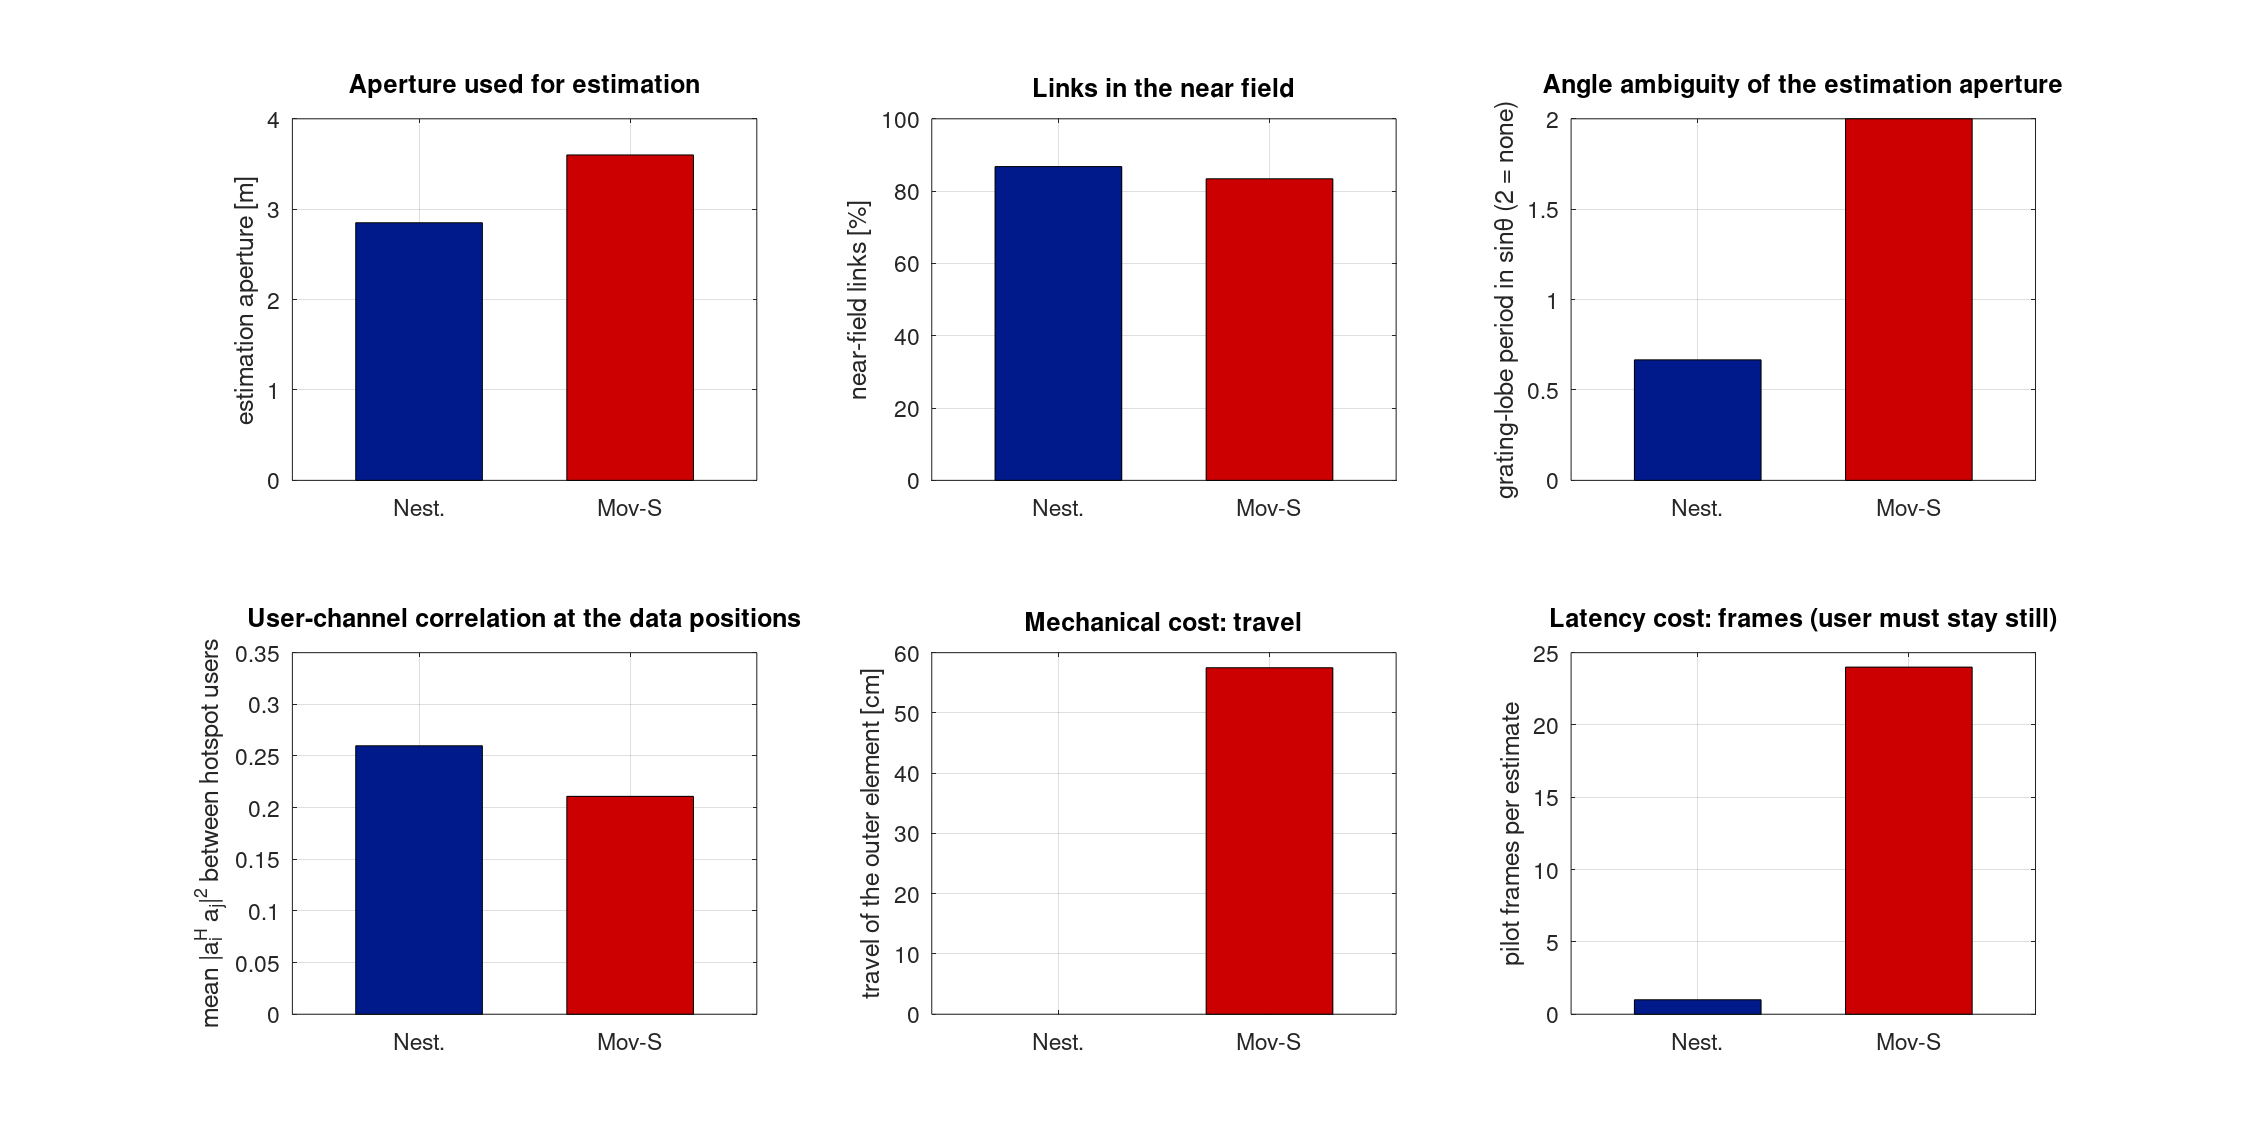 Aperture used for estimation
estimation aperture [m]
4
3
2
1
0
Nest.
Mov-S
Links in the near field
near-field links [%]
100
80
60
40
20
0
Nest.
Mov-S
Angle ambiguity of the estimation aperture
grating-lobe period in sinθ (2 = none)
2
1.5
1
0.5
0
Nest.
Mov-S
User-channel correlation at the data positions
mean |a_i^H a_j|^2 between hotspot users
0.35
0.3
0.25
0.2
0.15
0.1
0.05
0
Nest.
Mov-S
Mechanical cost: travel
travel of the outer element [cm]
60
50
40
30
20
10
0
Nest.
Mov-S
Latency cost: frames (user must stay still)
pilot frames per estimate
25
20
15
10
5
0
Nest.
Mov-S